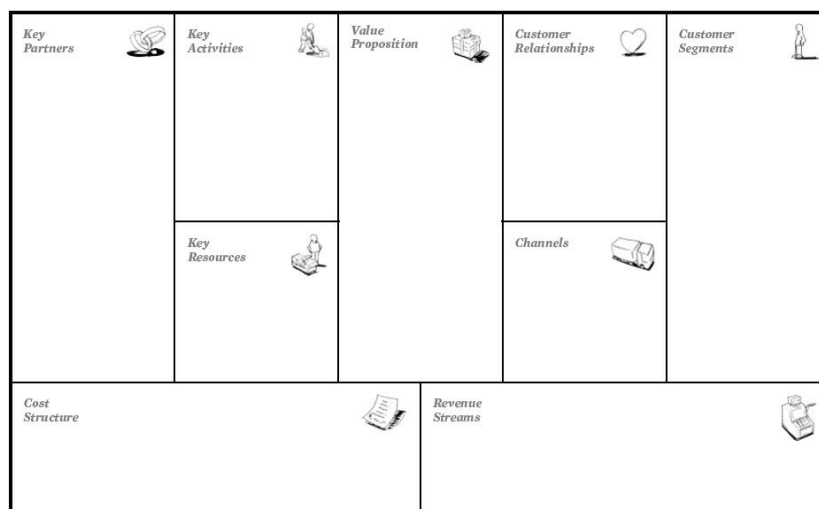 Key
Partners
Key
Activities
Value
Proposition
Customer
Relationships
Customer
Segments
Key
Resources
Channels
Cost
Structure
Revenue
Streams